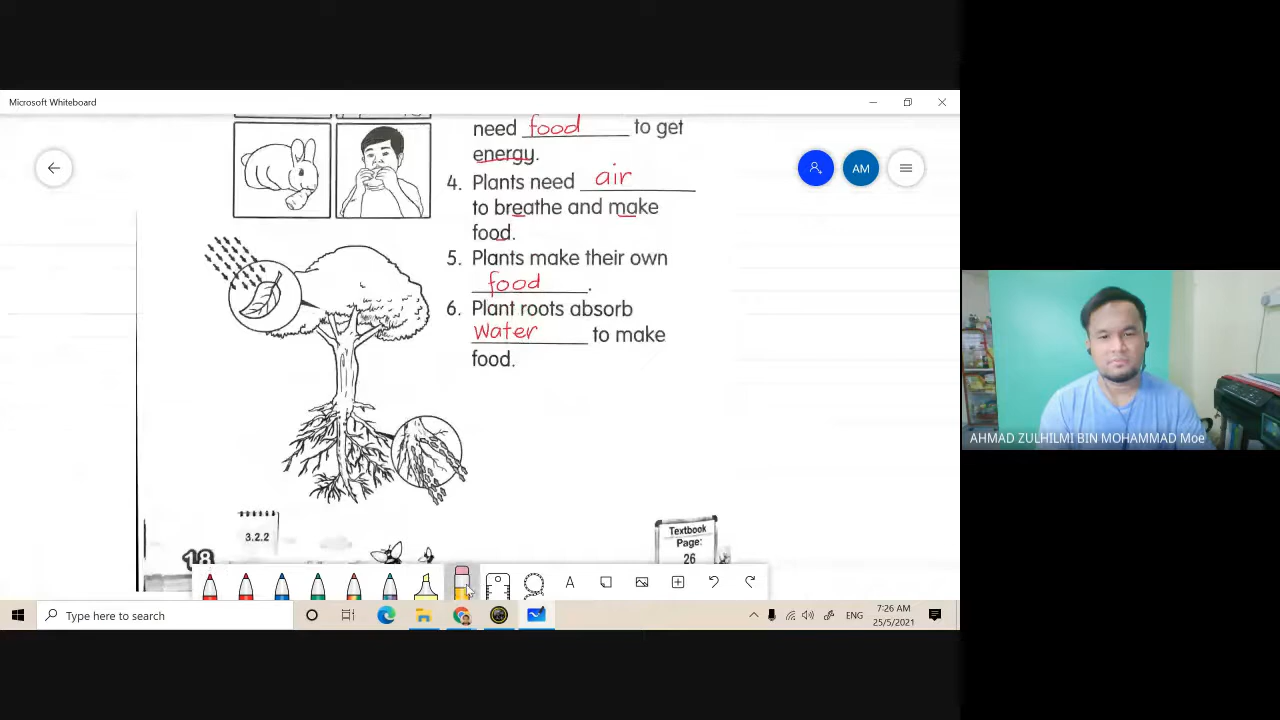 Microsoft Whiteboard
AM
need food to get
energy.
4. Plants need air
to breathe and make
food.
5. Plants make their own
food.
6. Plant roots absorb
Water to make
food.
AHMAD ZULHILMI BIN MOHAMMAD Moe
3.2.2
18
Textbook
Page:
26
A
Type here to search
ENG
7:26 AM
25/5/2021